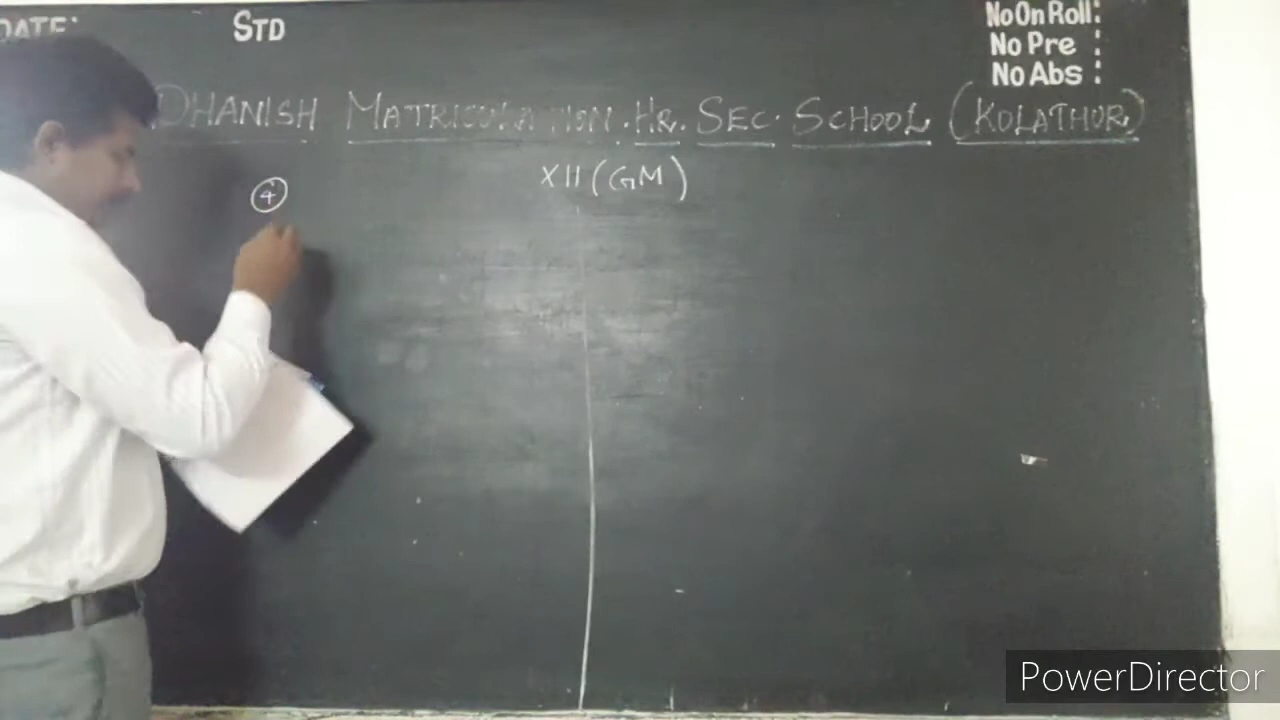 DATE:
STD
No On Roll:
No Pre :
No Abs :
DHANISH MATRICULATION. HR. SEC. SCHOOL (KOLATHUR)
XII (GM)
4
PowerDirector